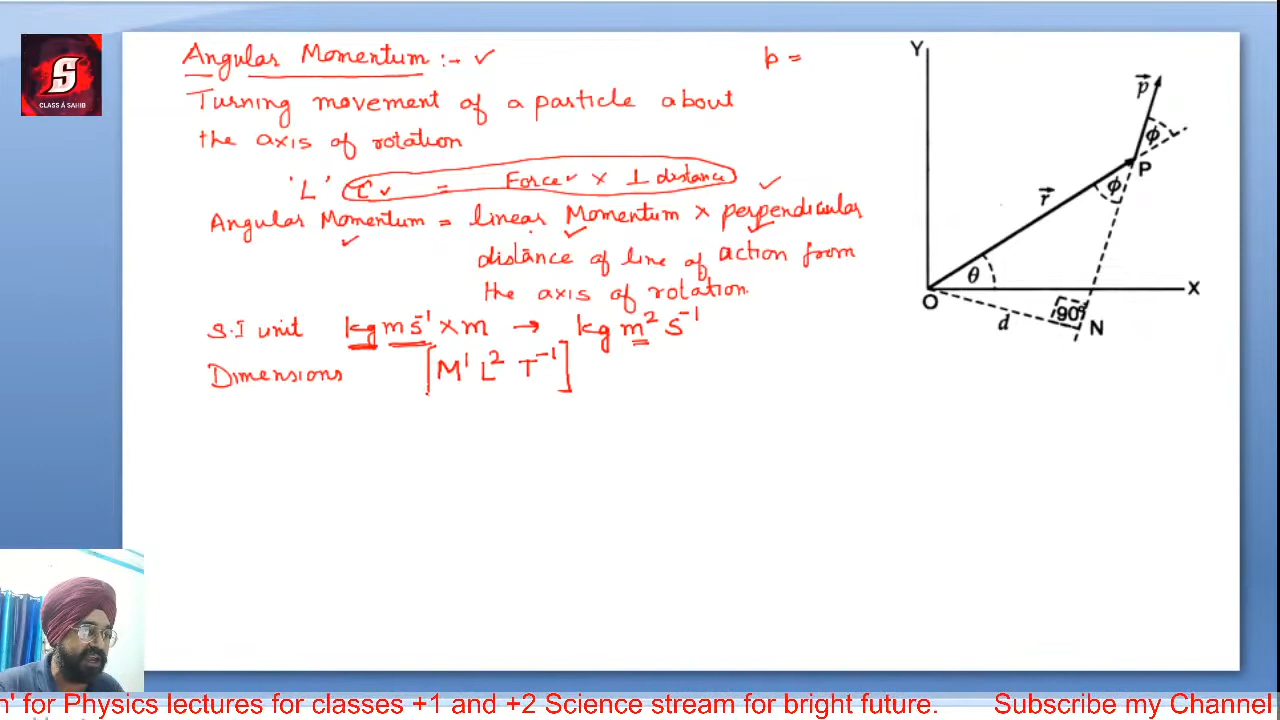 S
CLASS À SAHIB
Angular Momentum :- ✓
p =
Turning movement of a particle about
the axis of rotation
'L' τ = Force × ⊥ distance
Angular Momentum = linear Momentum × perpendicular
distance of line of action from
the axis of rotation
S.I unit kg m s⁻¹ × m → kg m² s⁻¹
Dimensions [M¹ L² T⁻¹]
Y
p⃗
ϕ
P
ϕ
r⃗
θ
O
X
90°
d
N
n' for Physics lectures for classes +1 and +2 Science stream for bright future. Subscribe my Channel